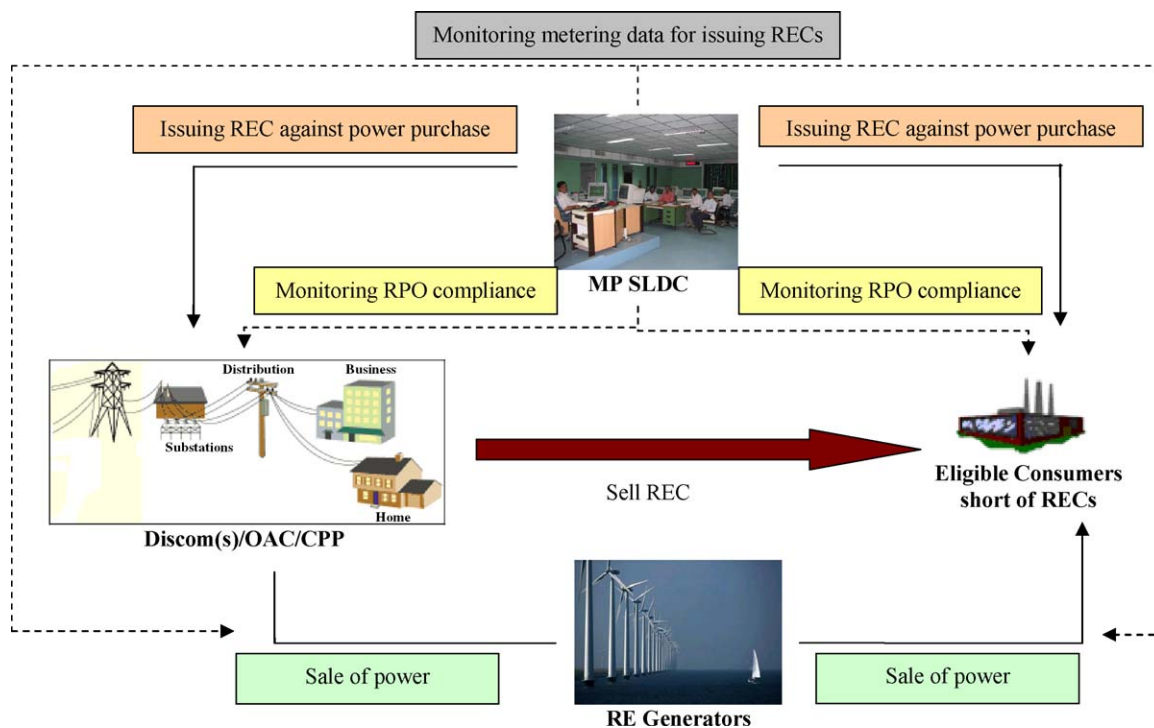 Monitoring metering data for issuing RECs
Issuing REC against power purchase
Issuing REC against power purchase
MP SLDC
Monitoring RPO compliance
Monitoring RPO compliance
Distribution
Business
Substations
Home
Discom(s)/OAC/CPP
Sell REC
Eligible Consumers
short of RECs
Sale of power
Sale of power
RE Generators